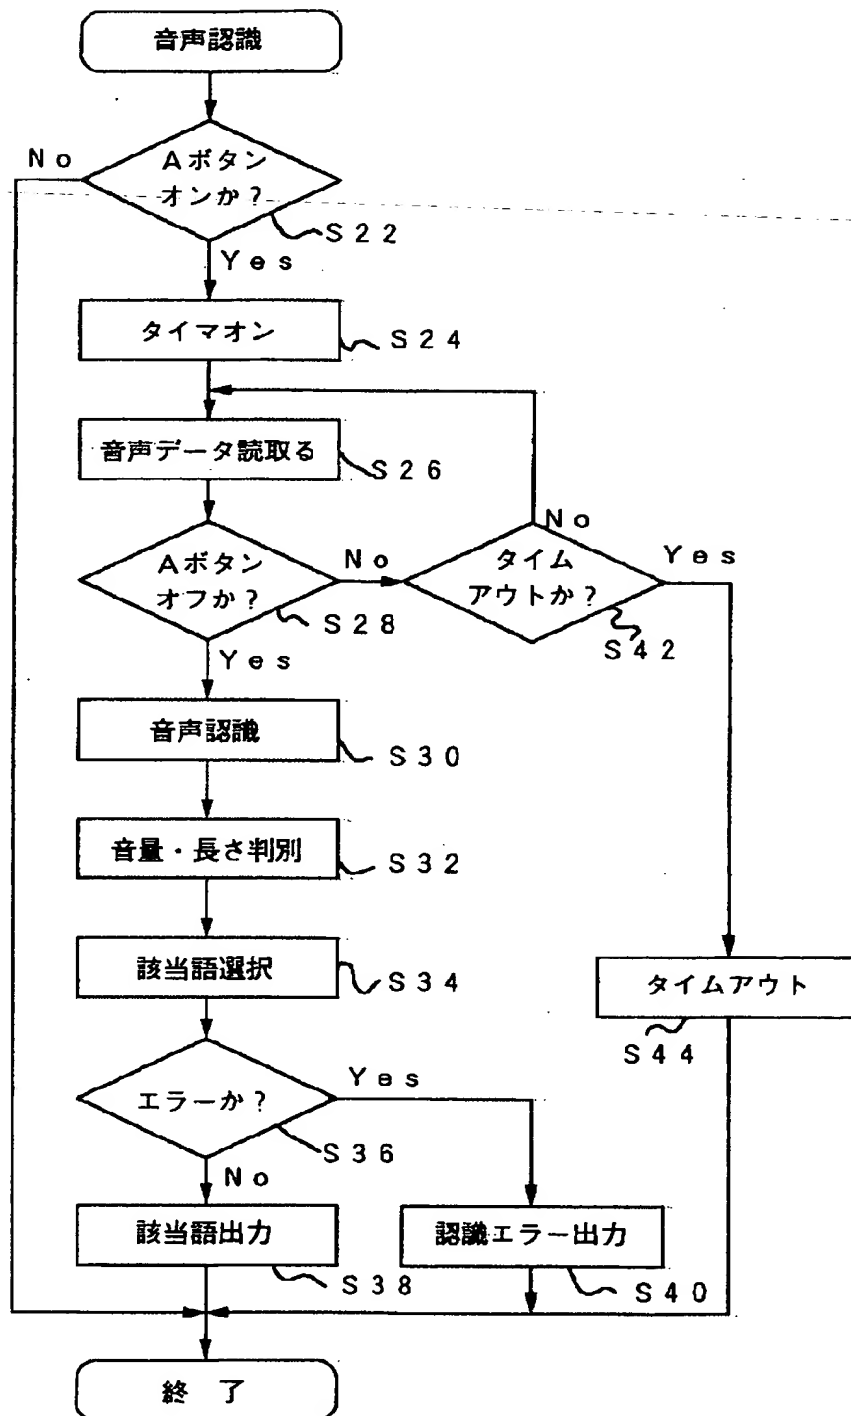 音声認識
No
Aボタン
オンか?
S22
Yes
タイマオン
S24
音声データ読取る
S26
Aボタン
オフか?
S28
No
タイム
アウトか?
S42
No
Yes
Yes
音声認識
S30
音量・長さ判別
S32
該当語選択
S34
タイムアウト
S44
エラーか?
S36
Yes
No
該当語出力
S38
認識エラー出力
S40
終了